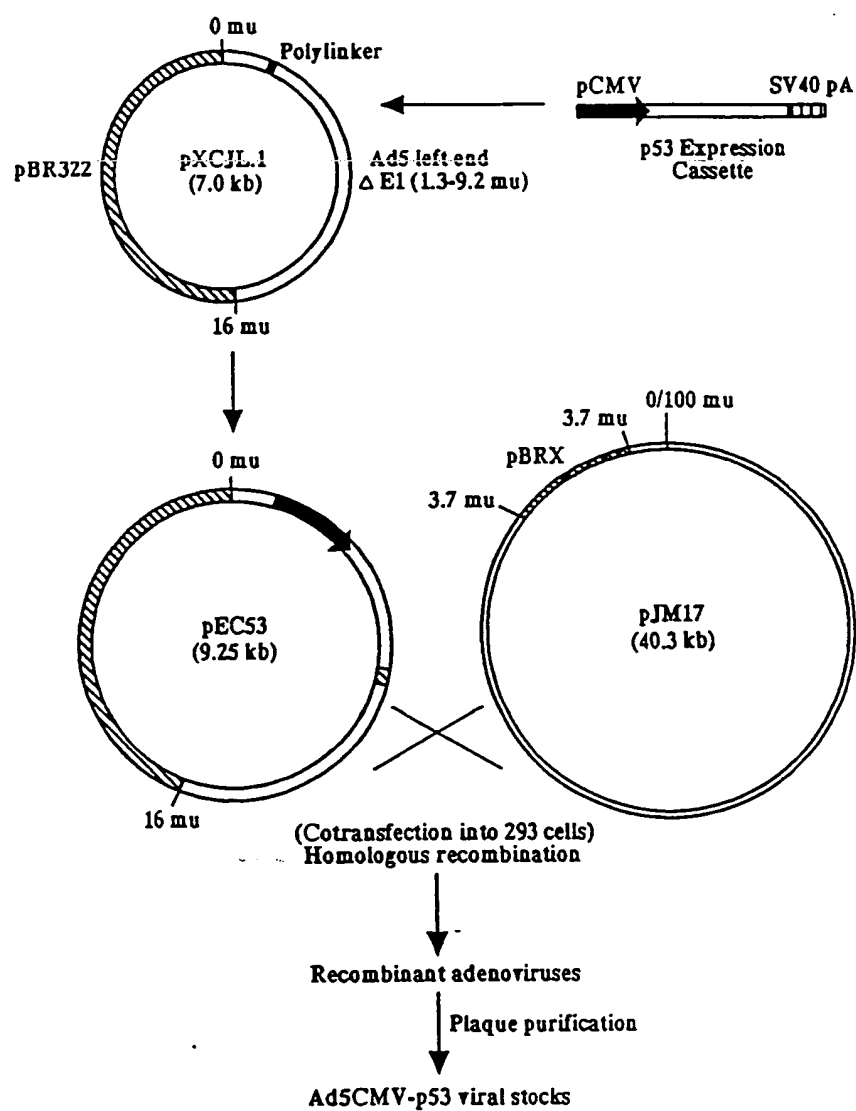 0 mu
Polylinker
pCMV
SV40 pA
pBR322
pXCJL.1
(7.0 kb)
Ad5 left end
Δ E1 (1.3-9.2 mu)
p53 Expression
Cassette
16 mu
0/100 mu
3.7 mu
pBRX
0 mu
3.7 mu
pEC53
(9.25 kb)
pJM17
(40.3 kb)
16 mu
(Cotransfection into 293 cells)
Homologous recombination
Recombinant adenoviruses
Plaque purification
Ad5CMV-p53 viral stocks